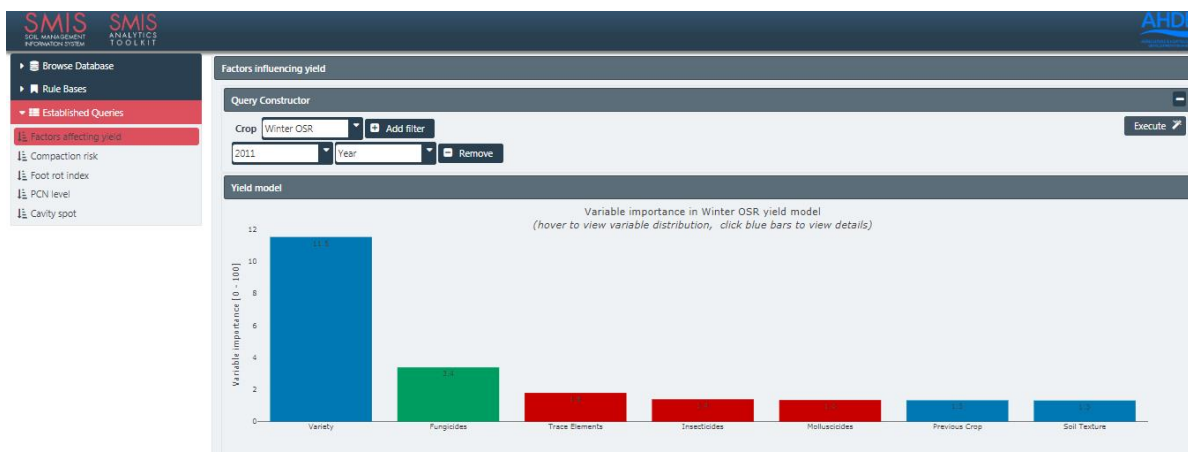 SMIS
SOIL MANAGEMENT
INFORMATION SYSTEM
SMIS
ANALYTICS
TOOLKIT
AHD
Browse Database
Rule Bases
Established Queries
Factors affecting yield
Compaction risk
Foot rot index
PCN level
Cavity spot
Factors influencing yield
Query Constructor
Crop Winter OSR Add filter
Execute
2011 Year Remove
Yield model
Variable importance in Winter OSR yield model
(hover to view variable distribution, click blue bars to view details)
Variable importance [0 - 100]
12
10
8
6
4
2
0
11.5
Variety Fungicides Trace Elements Insecticides Molluscicides Previous Crop Soil Texture